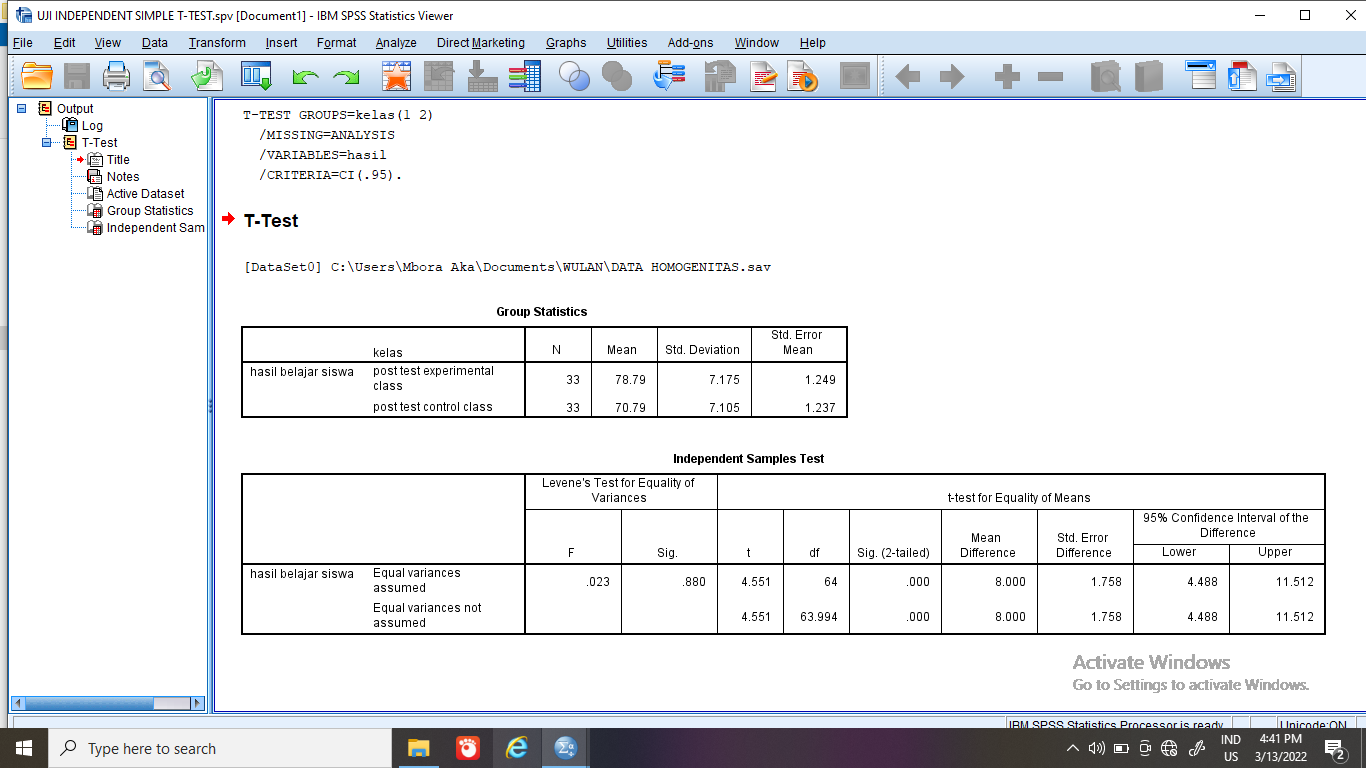 UJI INDEPENDENT SIMPLE T-TEST.spv [Document1] - IBM SPSS Statistics Viewer
File Edit View Data Transform Insert Format Analyze Direct Marketing Graphs Utilities Add-ons Window Help
Output
Log
T-Test
Title
Notes
Active Dataset
Group Statistics
Independent Sam
T-TEST GROUPS=kelas(1 2)
/MISSING=ANALYSIS
/VARIABLES=hasil
/CRITERIA=CI(.95).
T-Test
[DataSet0] C:\Users\Mbora Aka\Documents\WULAN\DATA HOMOGENITAS.sav
Group Statistics
kelas N Mean Std. Deviation Std. Error Mean
hasil belajar siswa post test experimental class 33 78.79 7.175 1.249
post test control class 33 70.79 7.105 1.237
Independent Samples Test
Levene's Test for Equality of Variances
t-test for Equality of Means
95% Confidence Interval of the Difference
F Sig. t df Sig. (2-tailed) Mean Difference Std. Error Difference Lower Upper
hasil belajar siswa Equal variances assumed .023 .880 4.551 64 .000 8.000 1.758 4.488 11.512
Equal variances not assumed 4.551 63.994 .000 8.000 1.758 4.488 11.512
Activate Windows
Go to Settings to activate Windows.
IBM SPSS Statistics Processor is ready
Unicode:ON
Type here to search
IND
US
4:41 PM
3/13/2022
2